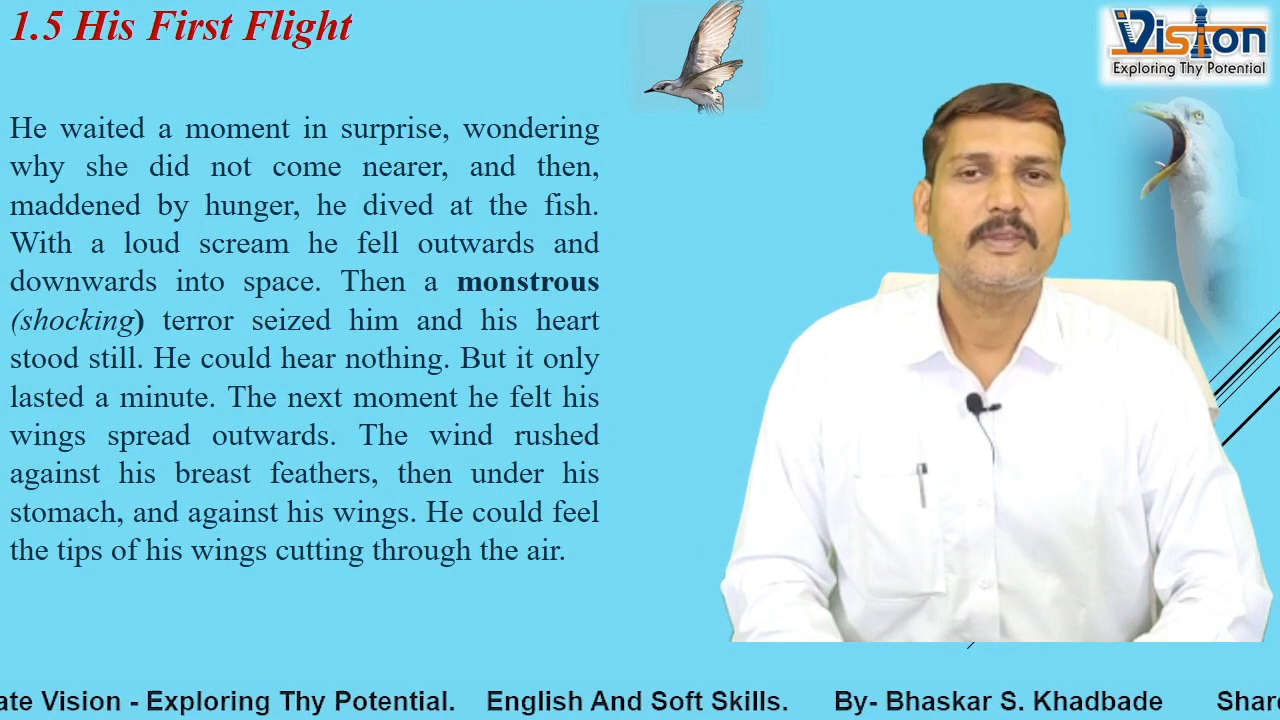 1.5 His First Flight
Vision
Exploring Thy Potential
He waited a moment in surprise, wondering
why she did not come nearer, and then,
maddened by hunger, he dived at the fish.
With a loud scream he fell outwards and
downwards into space. Then a monstrous
(shocking) terror seized him and his heart
stood still. He could hear nothing. But it only
lasted a minute. The next moment he felt his
wings spread outwards. The wind rushed
against his breast feathers, then under his
stomach, and against his wings. He could feel
the tips of his wings cutting through the air.
ate Vision - Exploring Thy Potential. English And Soft Skills. By- Bhaskar S. Khadbade Share